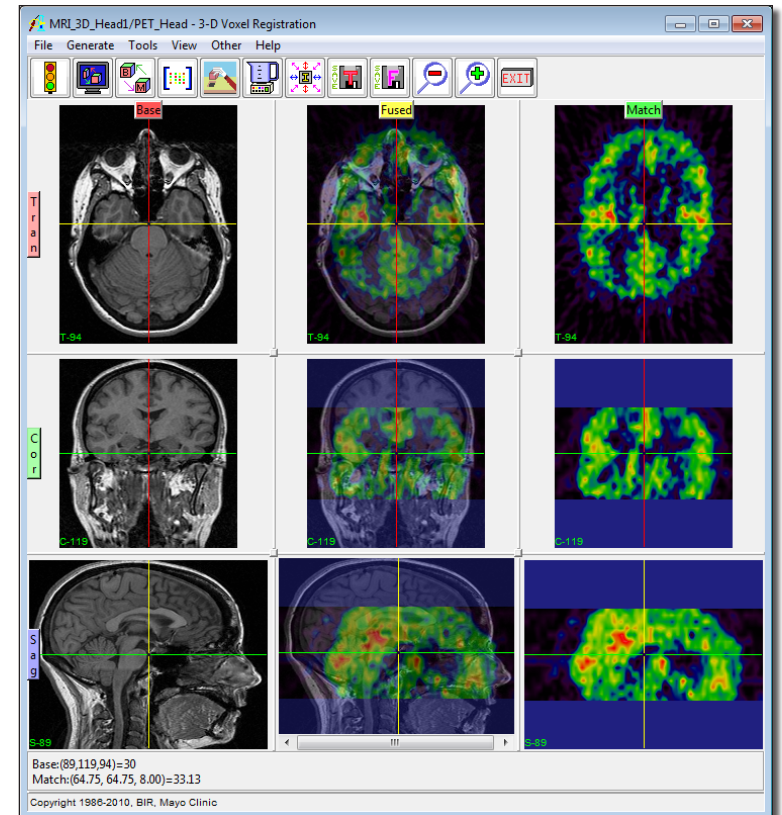 MRI_3D_Head1/PET_Head - 3-D Voxel Registration
File Generate Tools View Other Help
B M SAVE T SAVE F EXIT
Base Fused Match
Tran
T-94 T-94 T-94
Cor
C-119 C-119
Sag
S-89 S-89
Base:(89,119,94)=30
Match:(64.75, 64.75, 8.00)=33.13
Copyright 1986-2010, BIR, Mayo Clinic